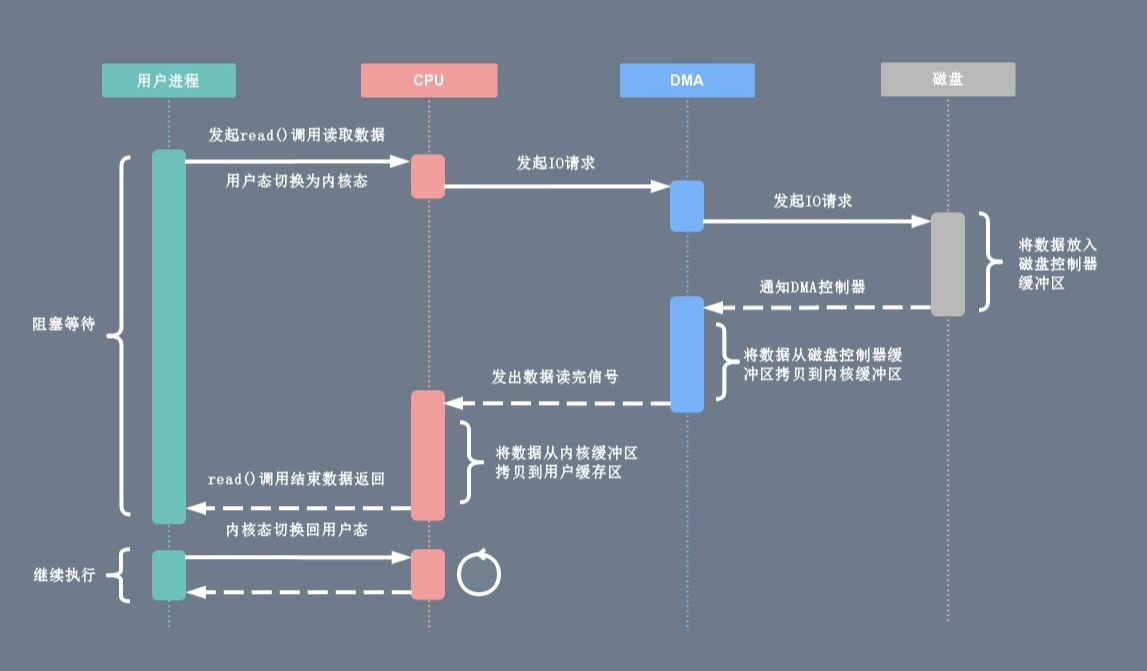 用户进程
CPU
DMA
磁盘
发起read()调用读取数据
用户态切换为内核态
发起IO请求
发起IO请求
将数据放入
磁盘控制器
缓冲区
通知DMA控制器
阻塞等待
将数据从磁盘控制器缓
冲区拷贝到内核缓冲区
发出数据读完信号
将数据从内核缓冲区
拷贝到用户缓存区
read()调用结束数据返回
内核态切换回用户态
继续执行